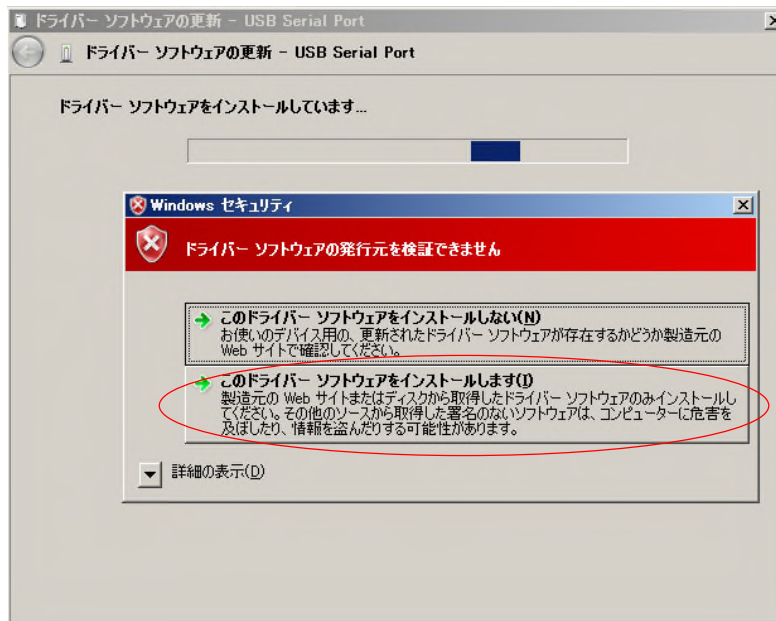 ドライバー ソフトウェアの更新 - USB Serial Port
ドライバー ソフトウェアの更新 - USB Serial Port
ドライバー ソフトウェアをインストールしています...
Windows セキュリティ
ドライバー ソフトウェアの発行元を検証できません
このドライバー ソフトウェアをインストールしない(N)
お使いのデバイス用の、更新されたドライバー ソフトウェアが存在するかどうか製造元の
Web サイトで確認してください。
このドライバー ソフトウェアをインストールします(I)
製造元の Web サイトまたはディスクから取得したドライバー ソフトウェアのみインストールし
てください。その他のソースから取得した署名のないソフトウェアは、コンピューターに危害を
及ぼしたり、情報を盗んだりする可能性があります。
詳細の表示(D)